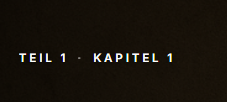 TEIL 1 · KAPITEL 1